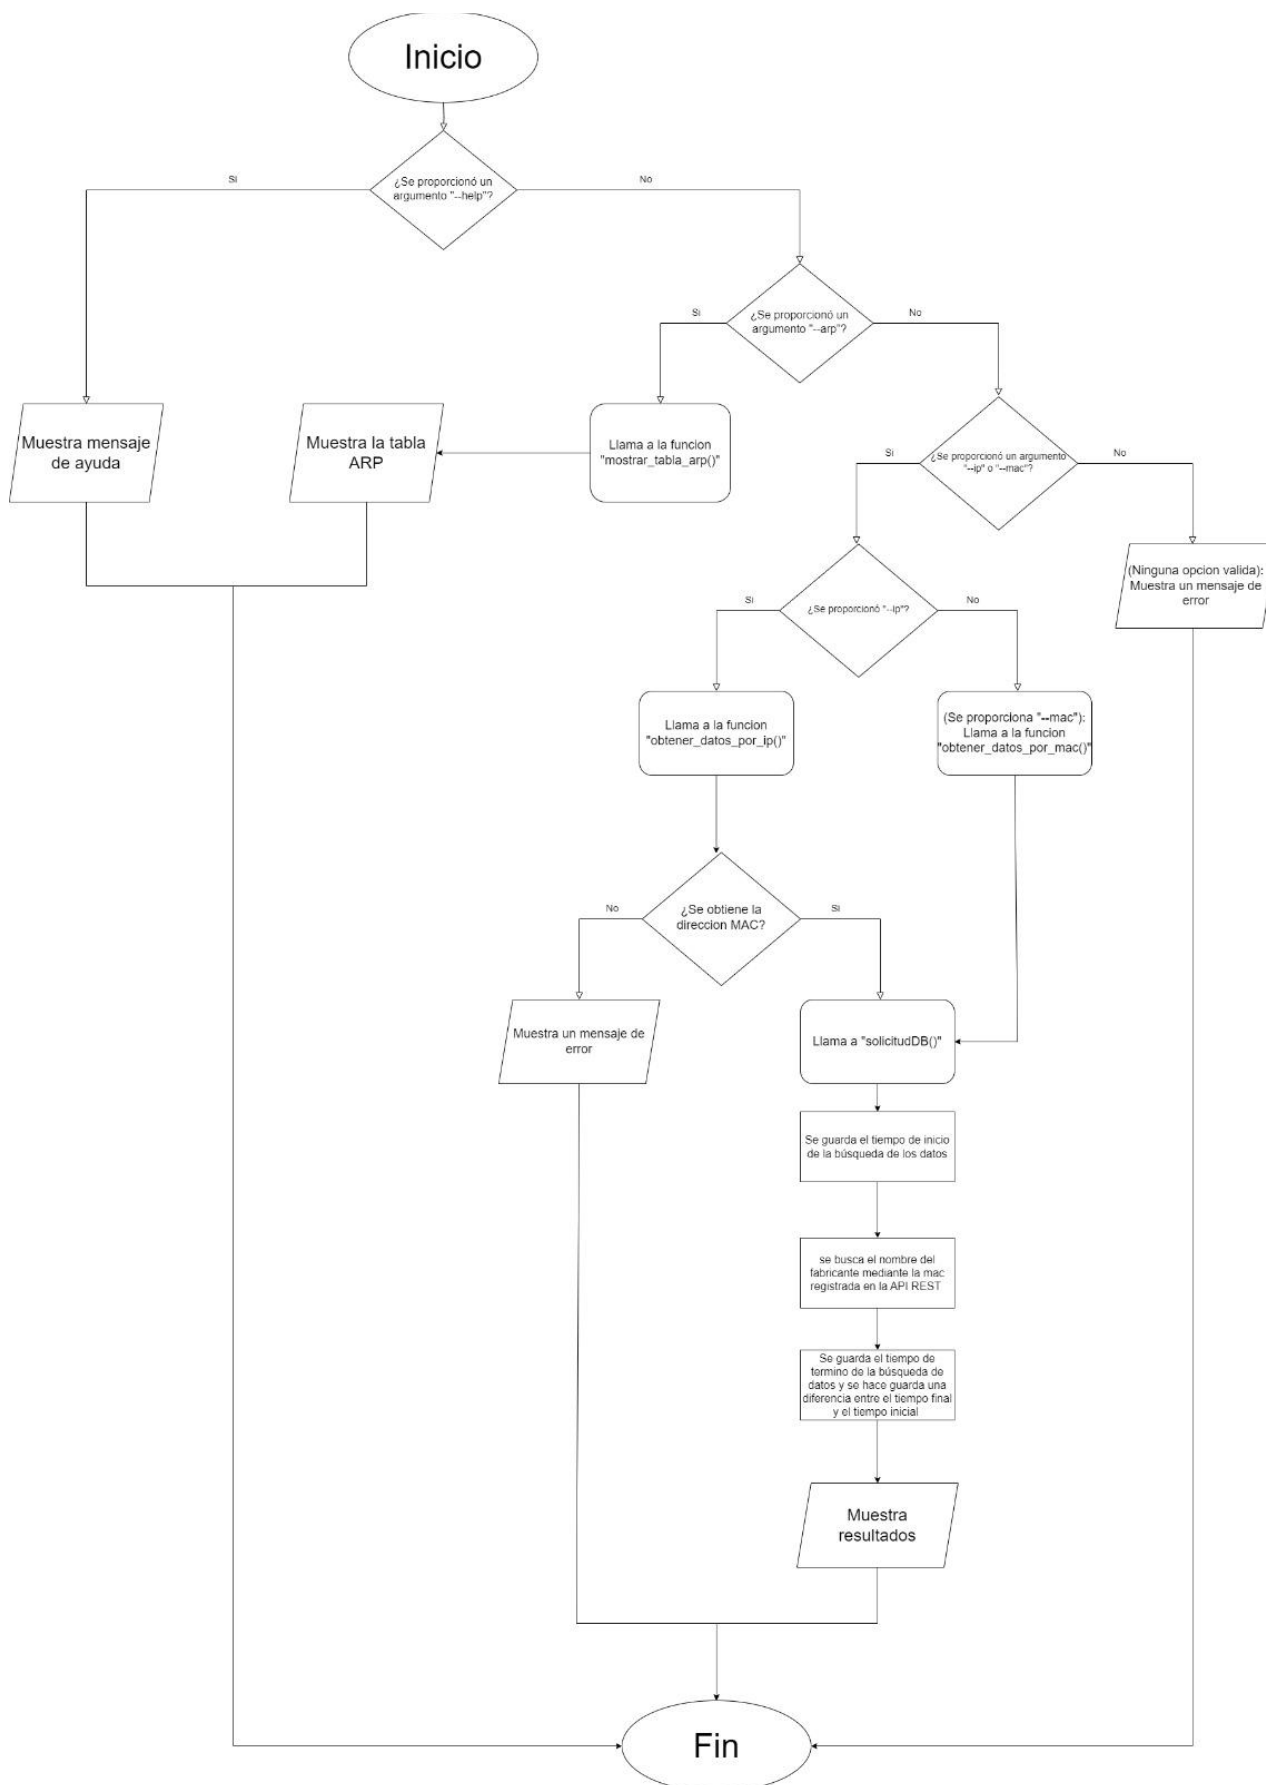 Inicio
¿Se proporcionó un
argumento "--help"?
Si
No
¿Se proporcionó un
argumento "--arp"?
Si
No
Muestra mensaje
de ayuda
Muestra la tabla
ARP
Llama a la funcion
"mostrar_tabla_arp()"
¿Se proporcionó un argumento
"--ip" o "--mac"?
Si
No
(Ninguna opcion valida):
Muestra un mensaje de
error
¿Se proporcionó "--ip"?
Si
No
Llama a la funcion
"obtener_datos_por_ip()"
(Se proporciona "--mac"):
Llama a la funcion
"obtener_datos_por_mac()"
¿Se obtiene la
direccion MAC?
No
Si
Muestra un mensaje de
error
Llama a "solicitudDB()"
Se guarda el tiempo de inicio
de la búsqueda de los datos
se busca el nombre del
fabricante mediante la mac
registrada en la API REST
Se guarda el tiempo de
termino de la búsqueda de
datos y se hace guarda una
diferencia entre el tiempo final
y el tiempo inicial
Muestra
resultados
Fin